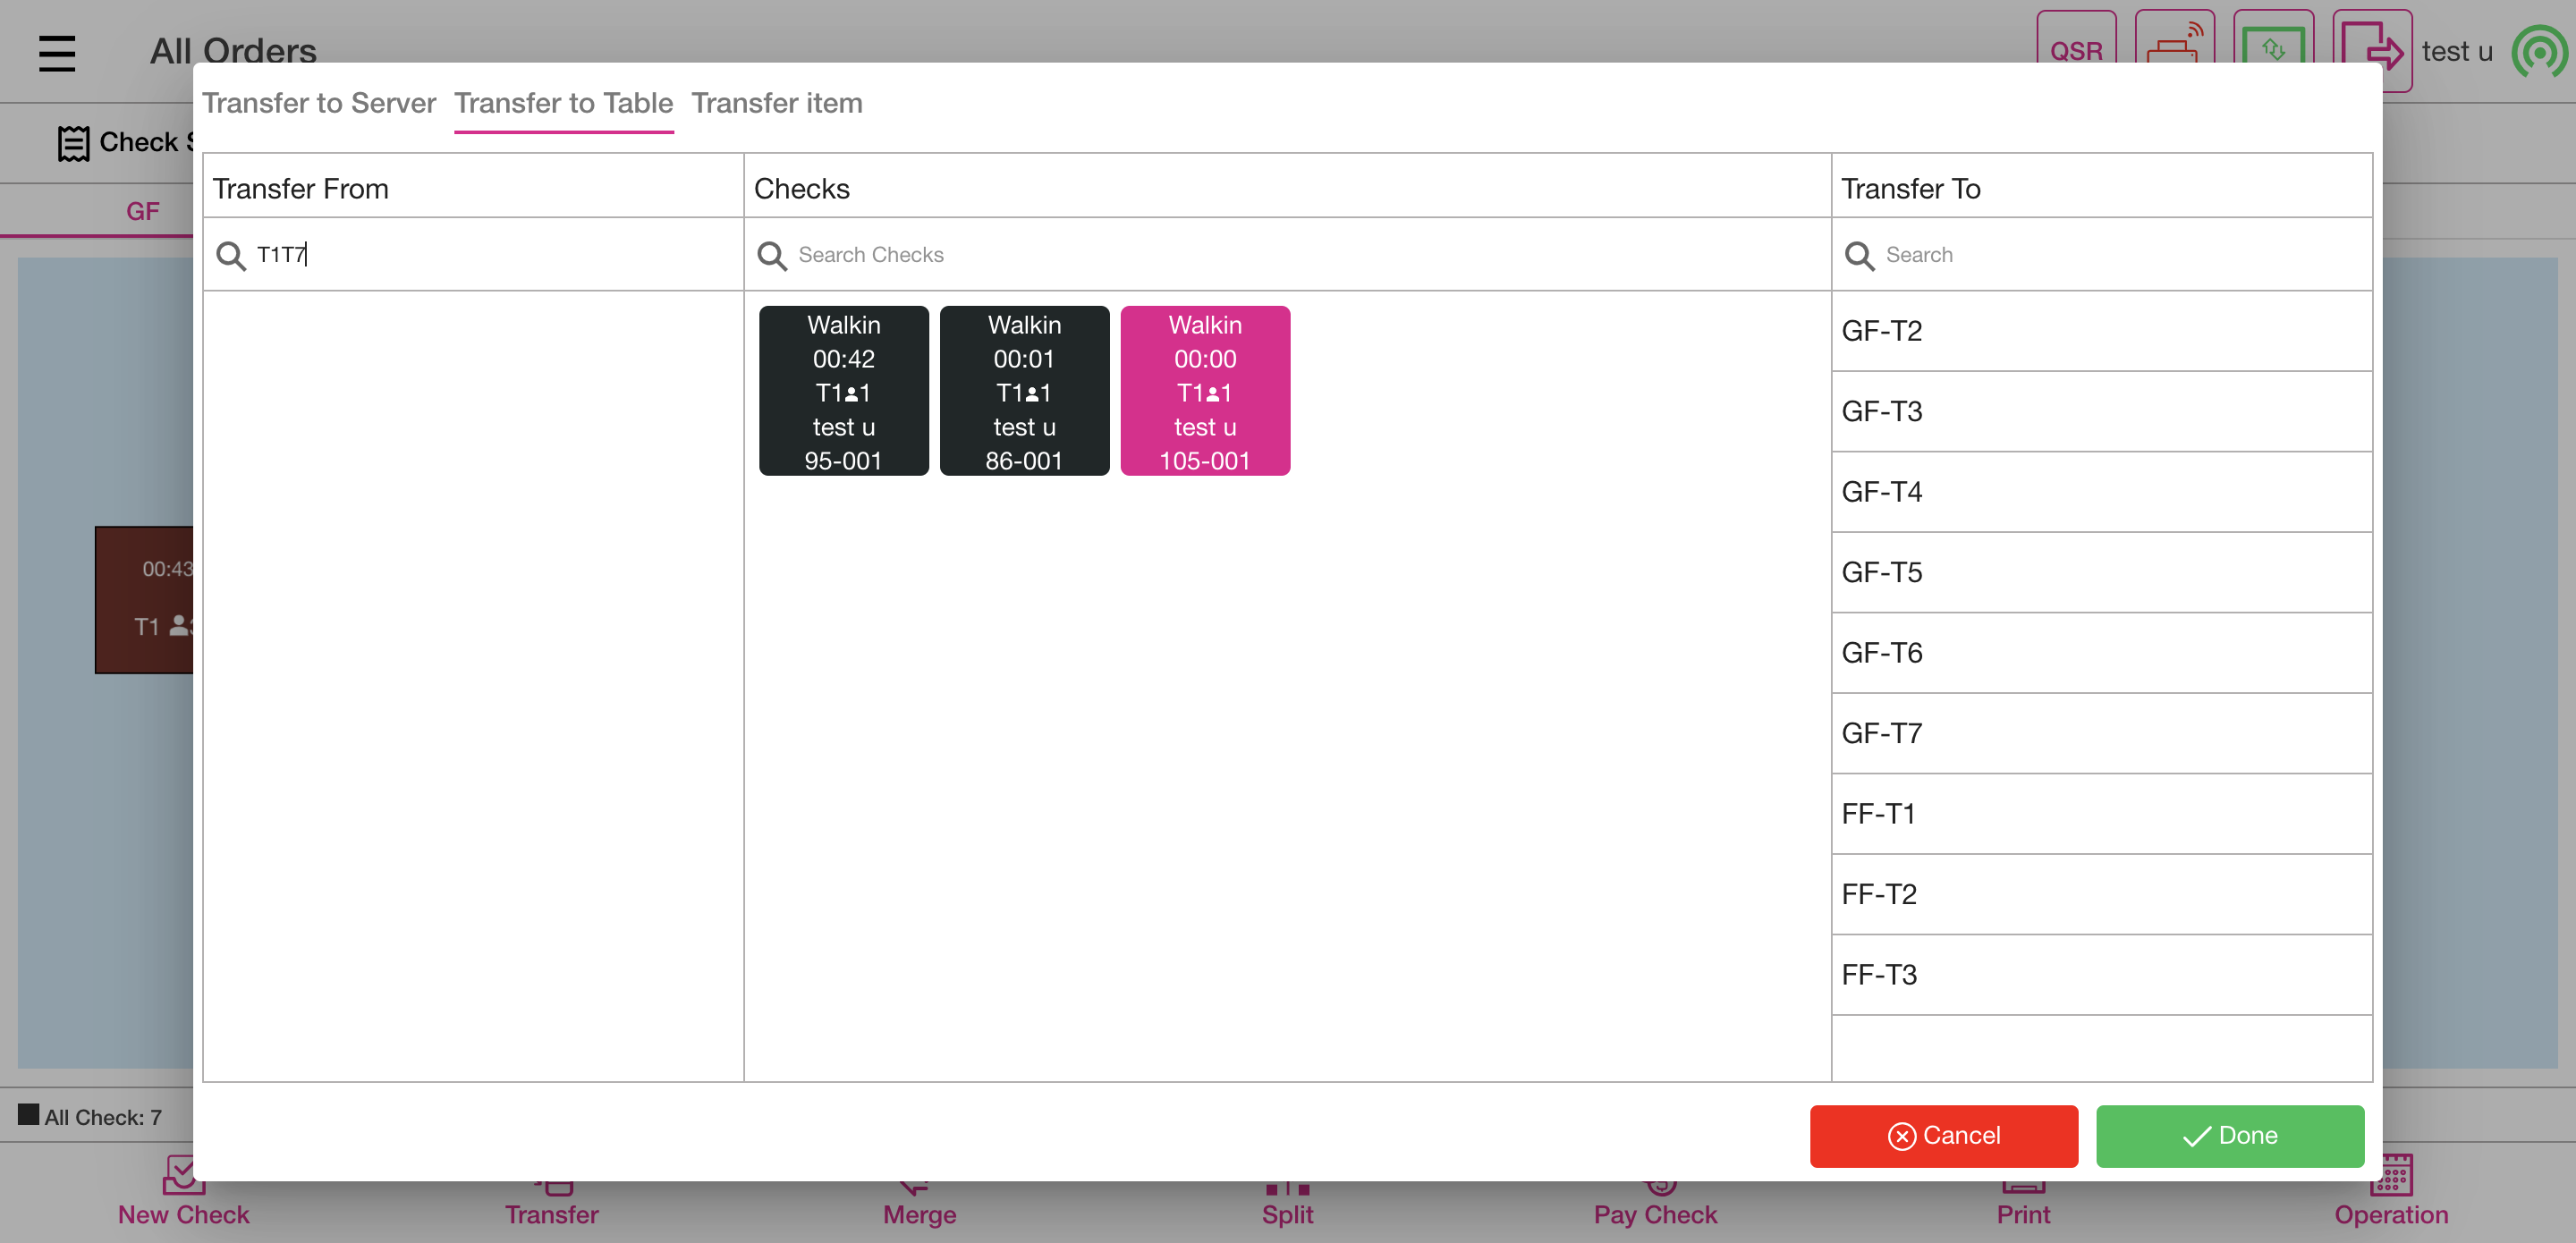 All Orders
QSR
test u
Check S
GF
Transfer to Server
Transfer to Table
Transfer item
Transfer From
Checks
Transfer To
T1T7
Search Checks
Search
Walkin
00:42
T1 1
test u
95-001
Walkin
00:01
T1 1
test u
86-001
Walkin
00:00
T1 1
test u
105-001
GF-T2
GF-T3
GF-T4
GF-T5
GF-T6
GF-T7
FF-T1
FF-T2
FF-T3
00:43
T1
All Check: 7
Cancel
Done
New Check
Transfer
Merge
Split
Pay Check
Print
Operation